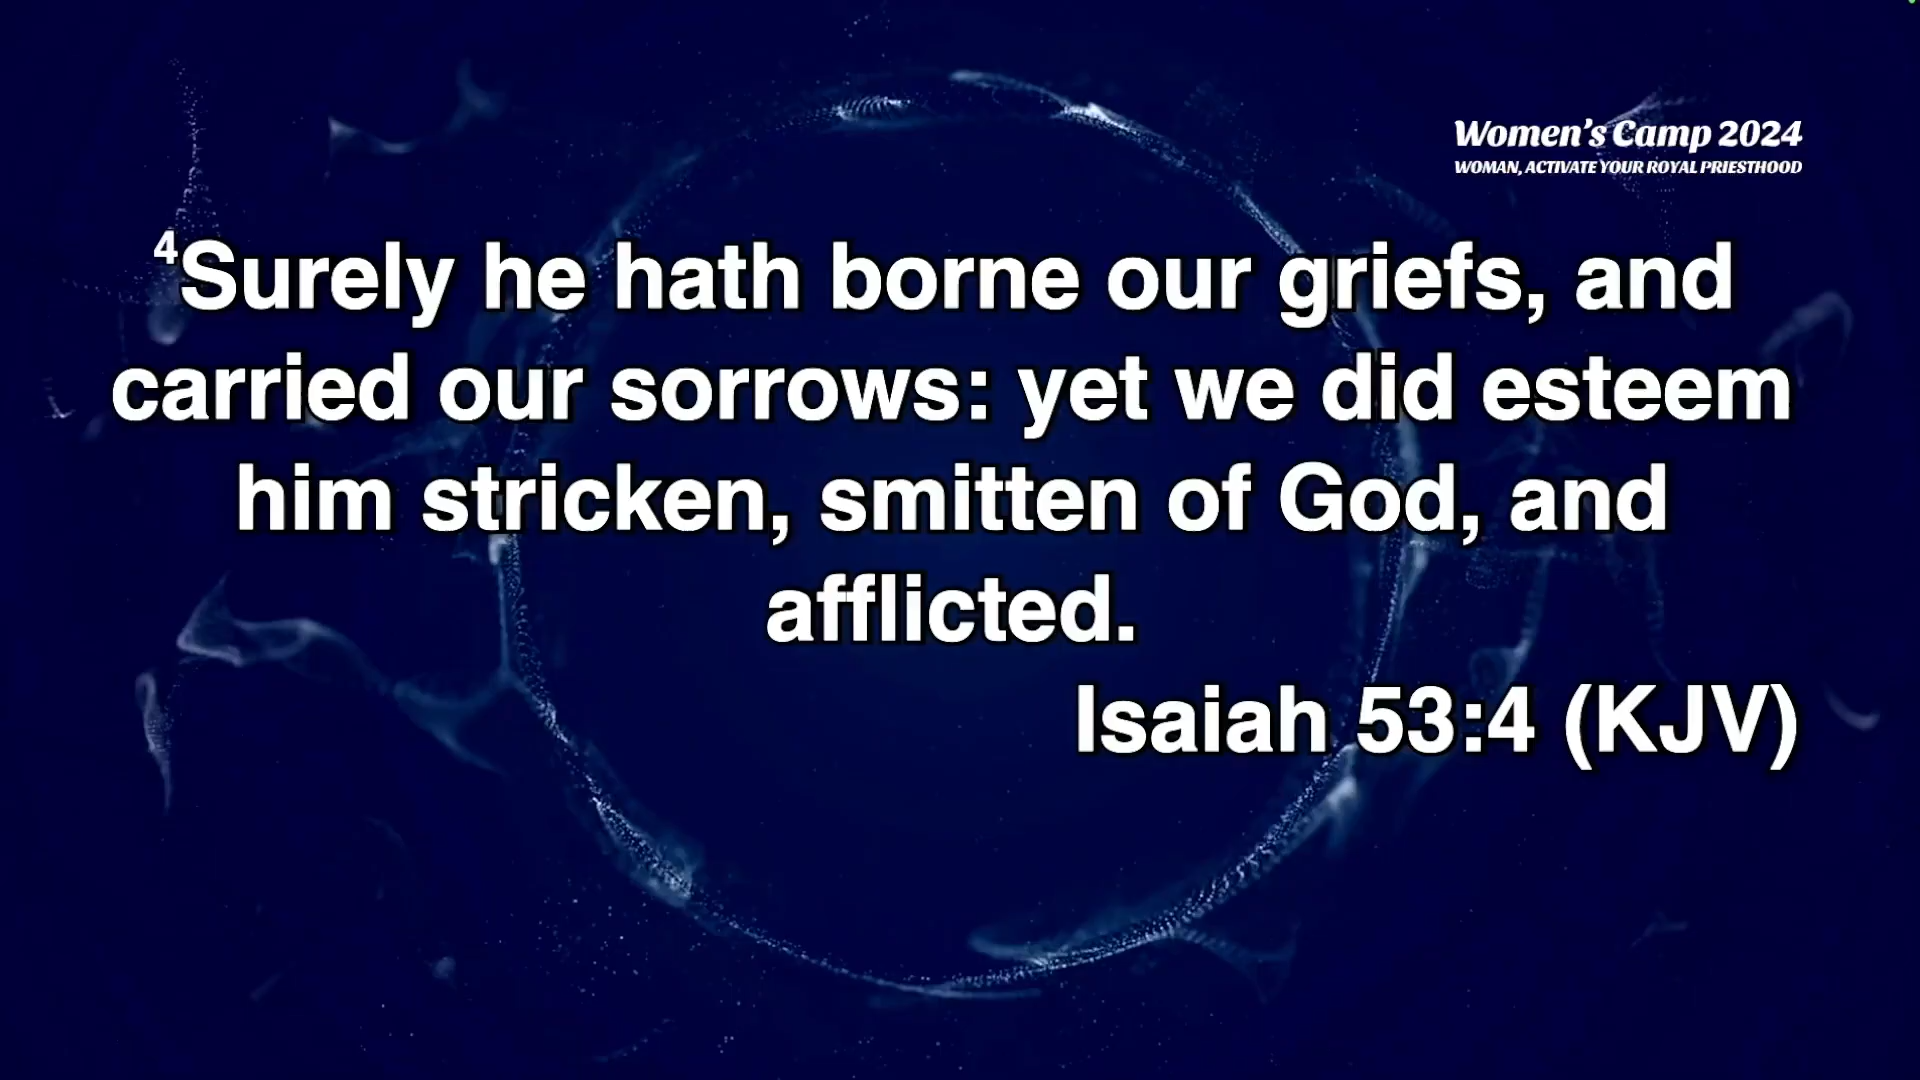 Women's Camp 2024
WOMAN, ACTIVATE YOUR ROYAL PRIESTHOOD
4Surely he hath borne our griefs, and
carried our sorrows: yet we did esteem
him stricken, smitten of God, and
afflicted.
Isaiah 53:4 (KJV)